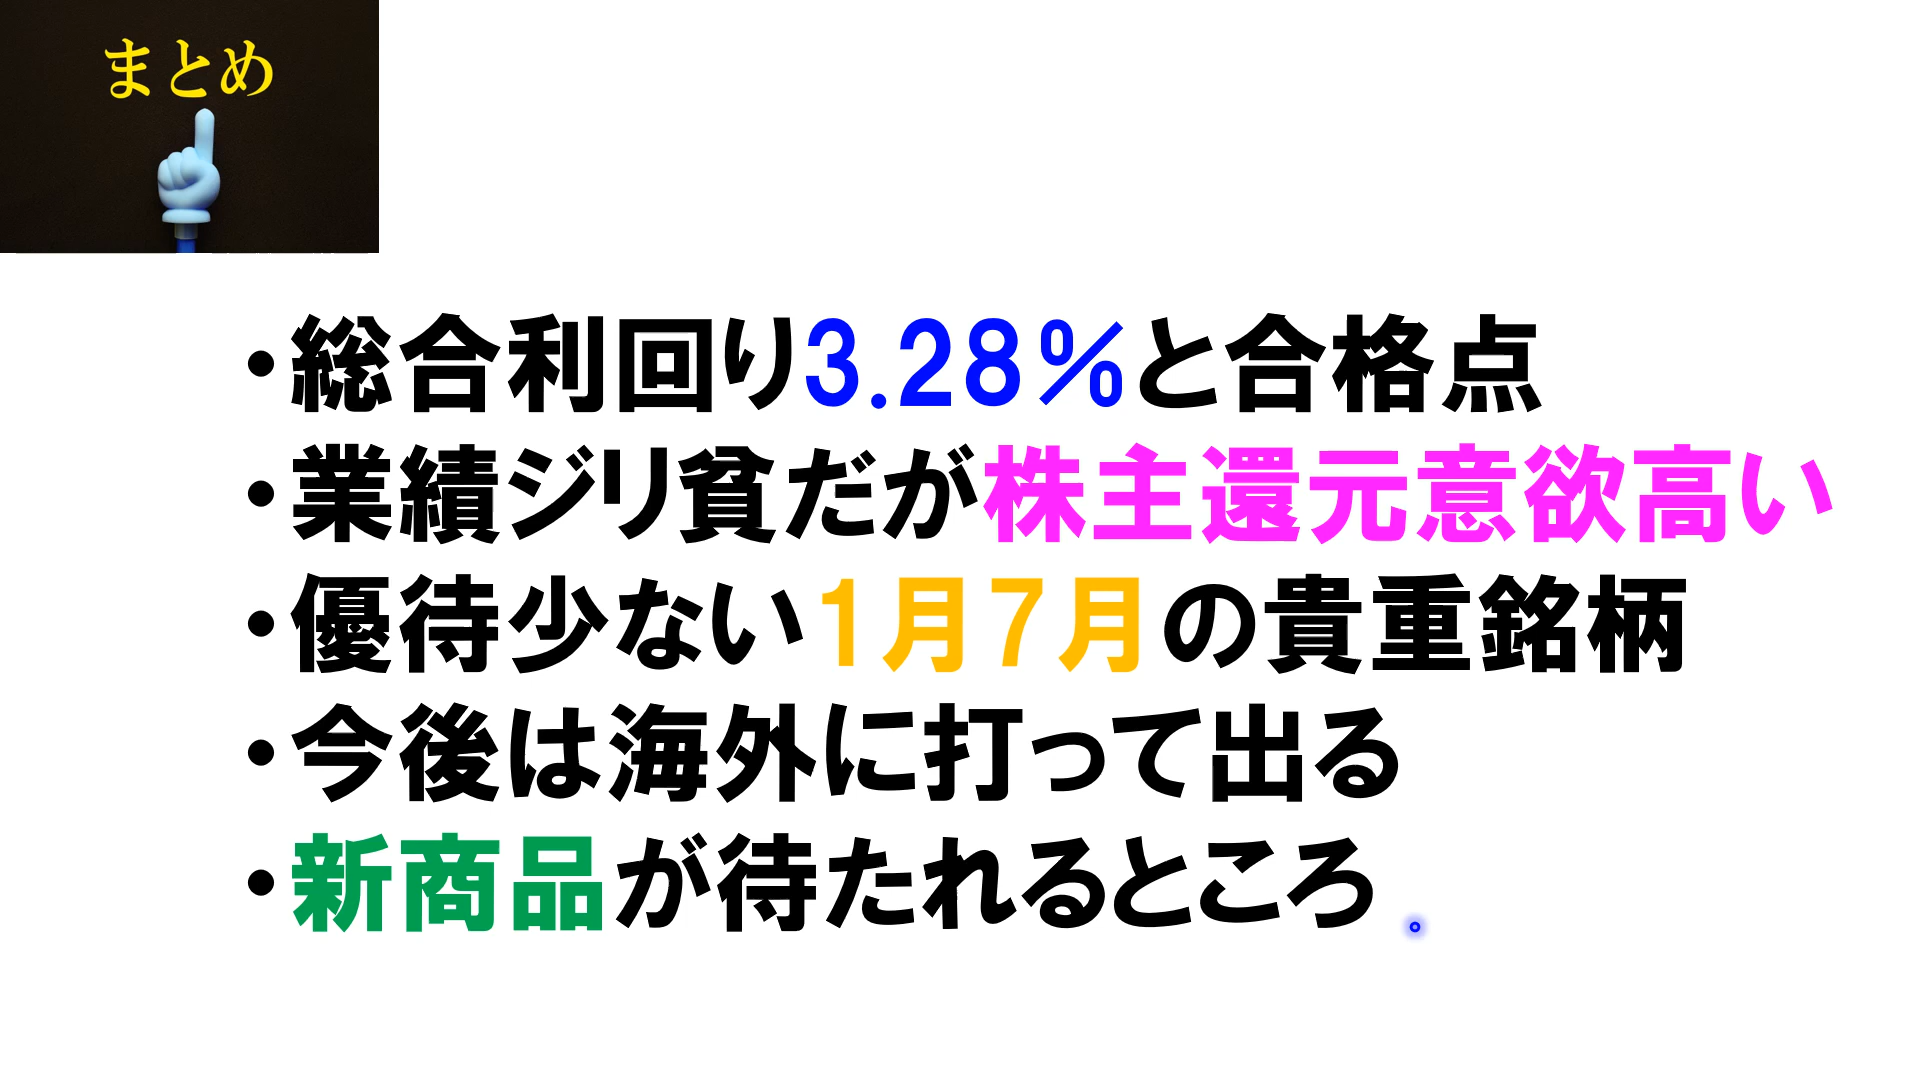 まとめ
・総合利回り3.28％と合格点
・業績ジリ貧だが株主還元意欲高い
・優待少ない1月7月の貴重銘柄
・今後は海外に打って出る
・新商品が待たれるところ